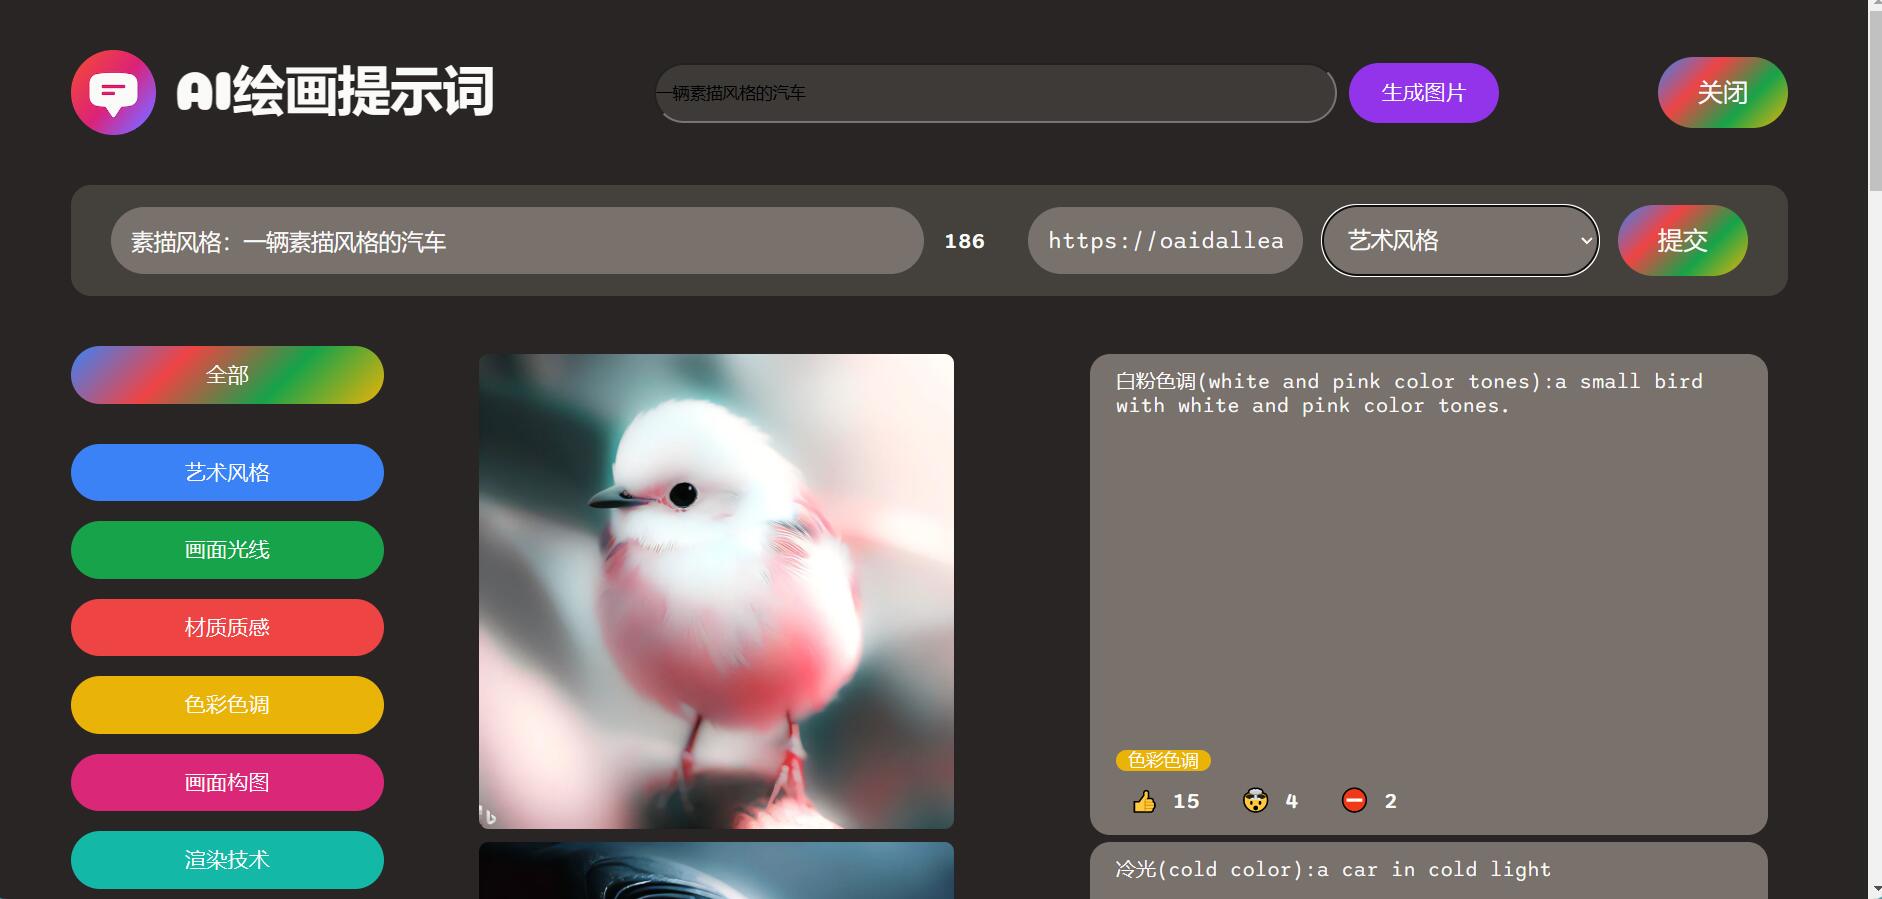 AI绘画提示词
一辆素描风格的汽车
生成图片
关闭
素描风格：一辆素描风格的汽车
186
https://oaidallea
艺术风格
提交
全部
艺术风格
画面光线
材质质感
色彩色调
画面构图
渲染技术
白粉色调(white and pink color tones):a small bird
with white and pink color tones.
色彩色调
15
4
2
冷光(cold color):a car in cold light